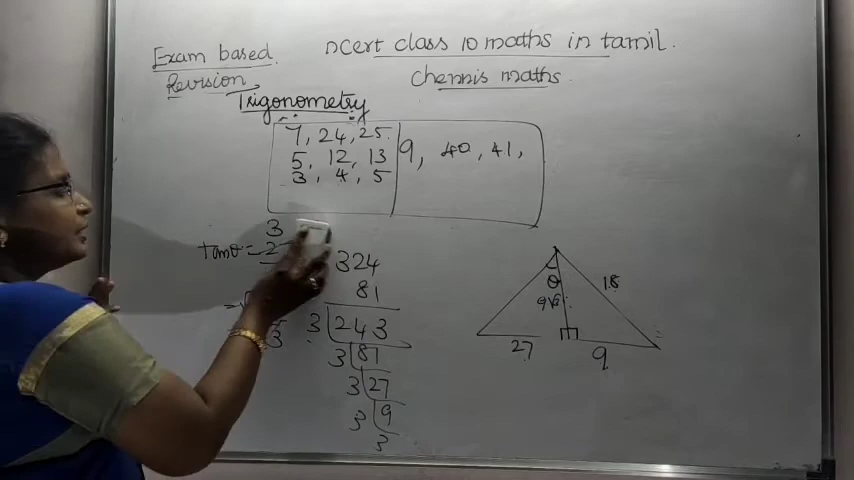 Exam based
Revision
ncert class 10 maths in tamil.
Chennis maths
Trigonometry
7, 24, 25
5, 12, 13
3, 4, 5
9, 40, 41,
3
tanθ = 2
324
81
3 243
3 81
3 27
3 9
3
3
θ
9√3
18
27
9